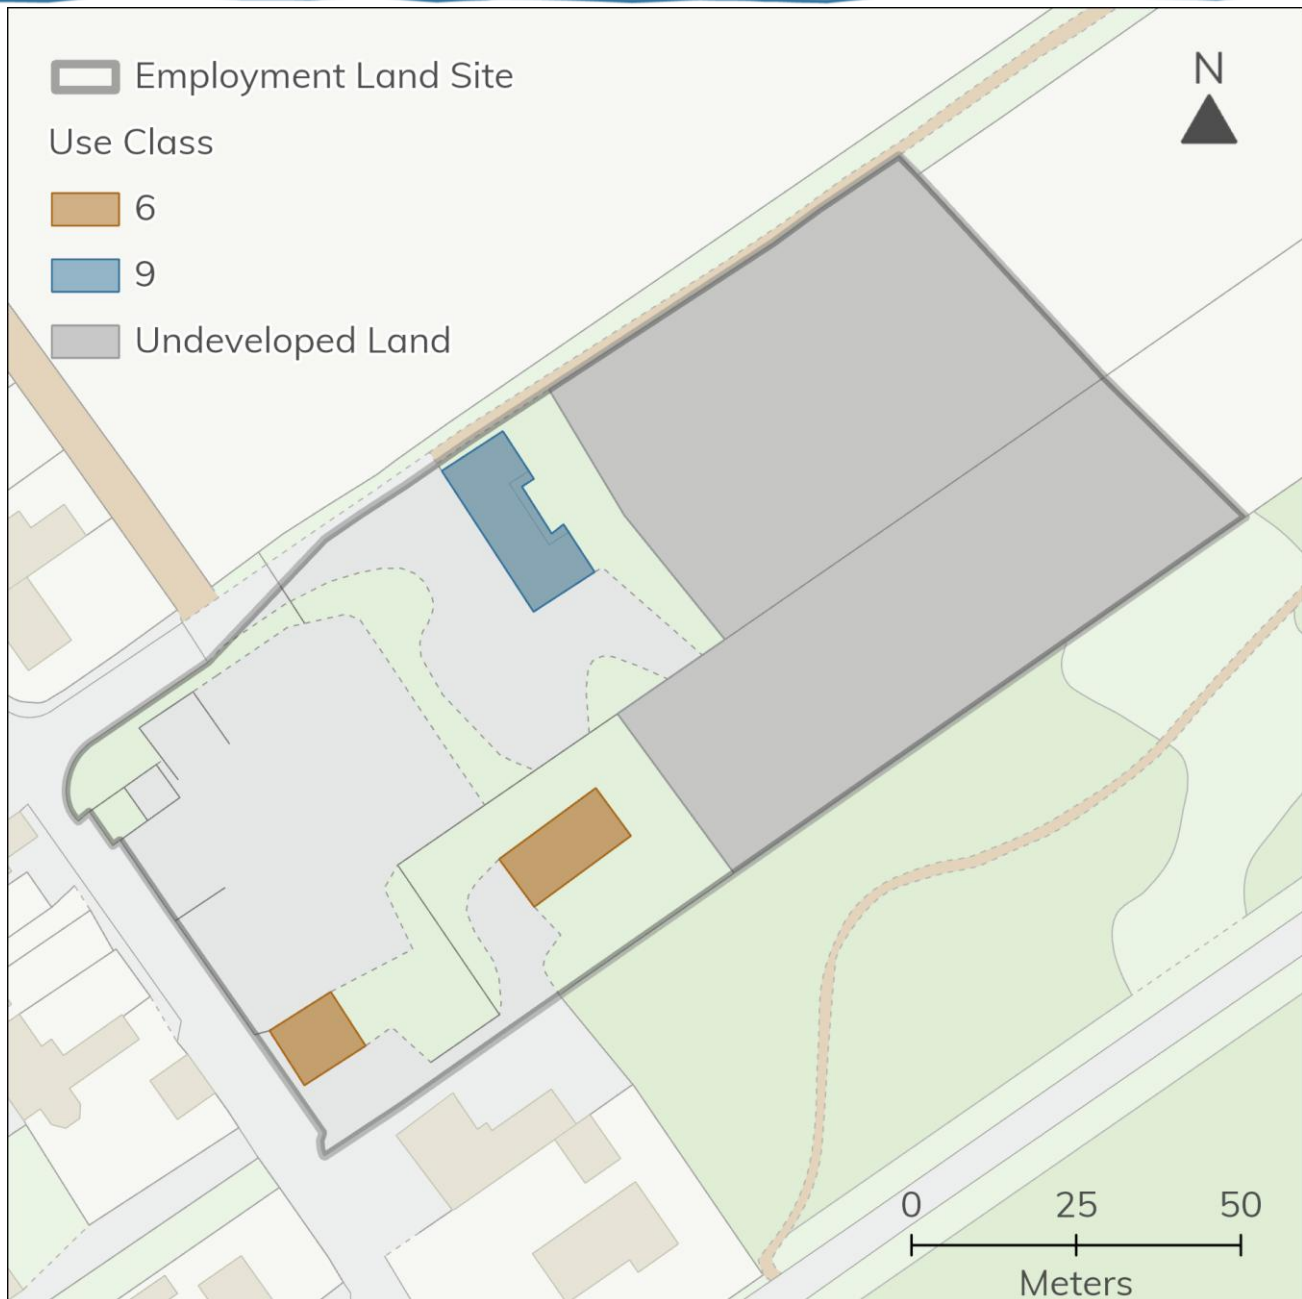 Employment Land Site
N
Use Class
6
9
Undeveloped Land
0 25 50
Meters